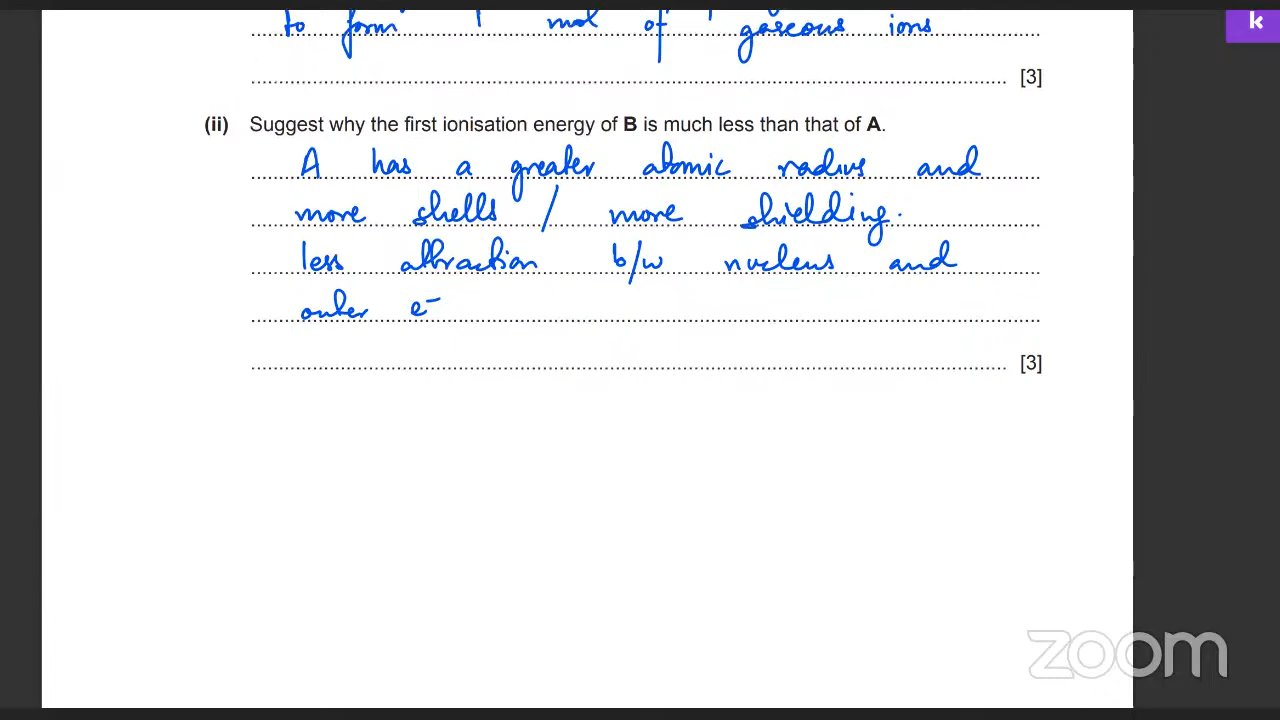 k
to form 1 mol of 1 gaseous ions
[3]
(ii) Suggest why the first ionisation energy of B is much less than that of A.
A has a greater atomic radius and
more shells / more shielding.
less attraction b/w nucleus and
outer e⁻
[3]
zoom